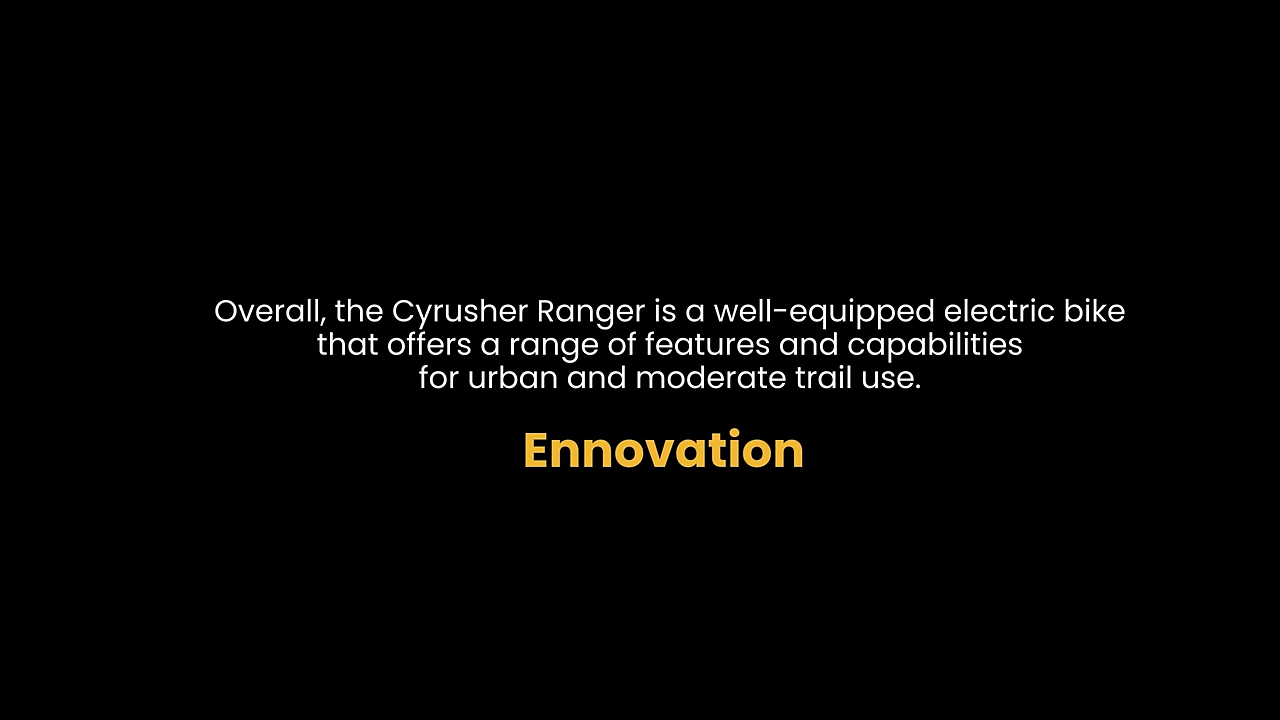 Overall, the Cyrusher Ranger is a well-equipped electric bike
that offers a range of features and capabilities
for urban and moderate trail use.
Ennovation